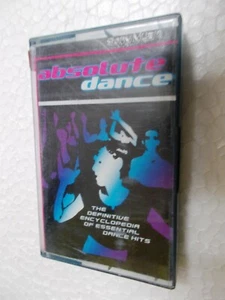 absolute
dance
THE
DEFINITIVE
ENCYCLOPEDIA
OF ESSENTIAL
DANCE HITS